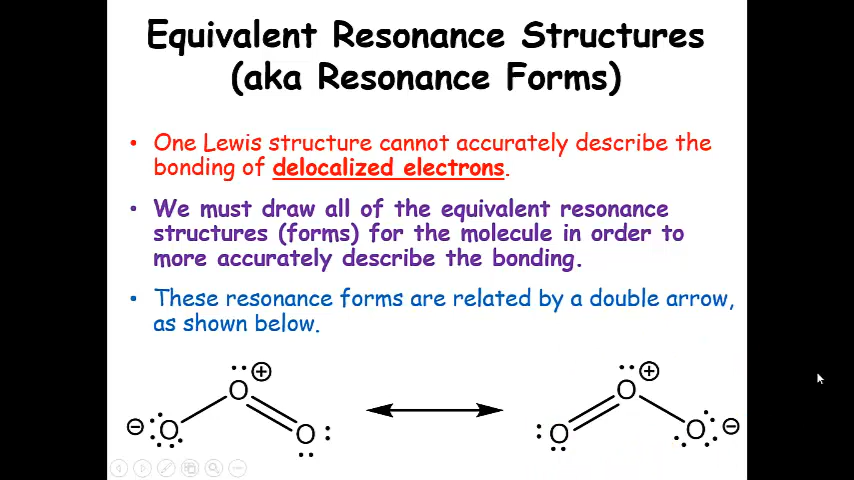 Equivalent Resonance Structures
(aka Resonance Forms)
• One Lewis structure cannot accurately describe the
bonding of delocalized electrons.
• We must draw all of the equivalent resonance
structures (forms) for the molecule in order to
more accurately describe the bonding.
• These resonance forms are related by a double arrow,
as shown below.
O ⊕ O ⊕
⊖ O O O O ⊖